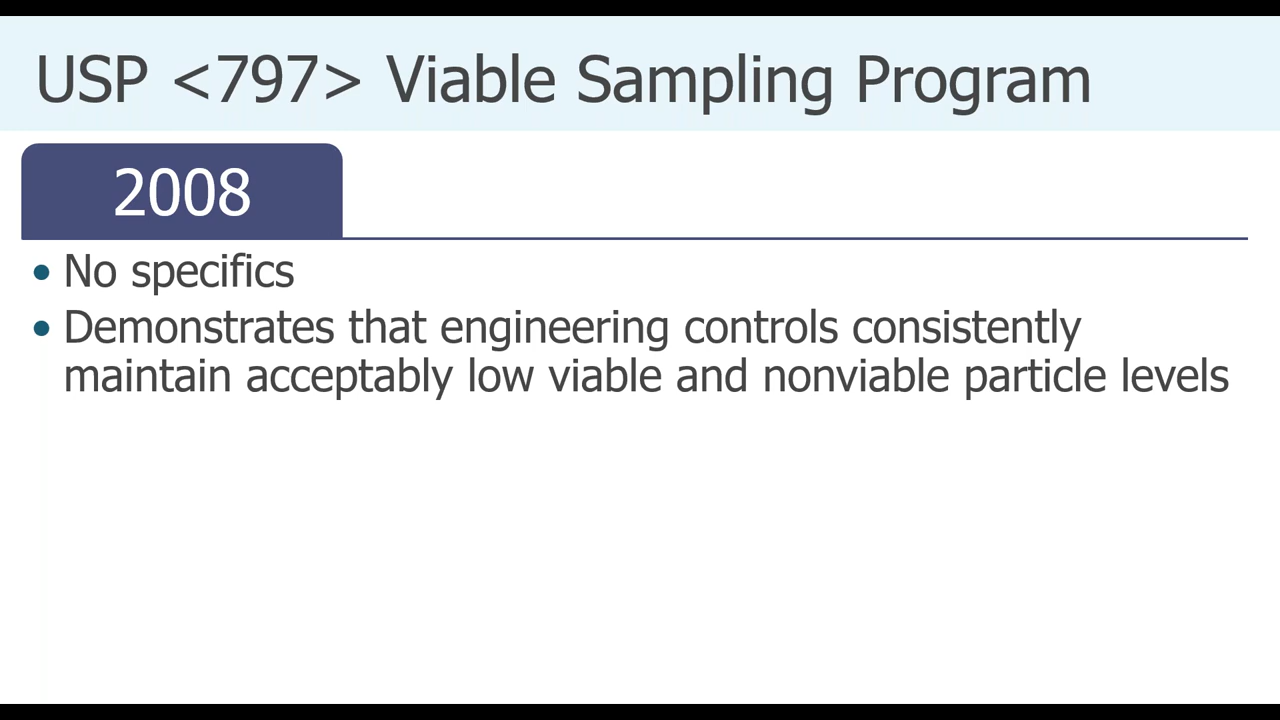 USP <797> Viable Sampling Program
2008
• No specifics
• Demonstrates that engineering controls consistently
maintain acceptably low viable and nonviable particle levels